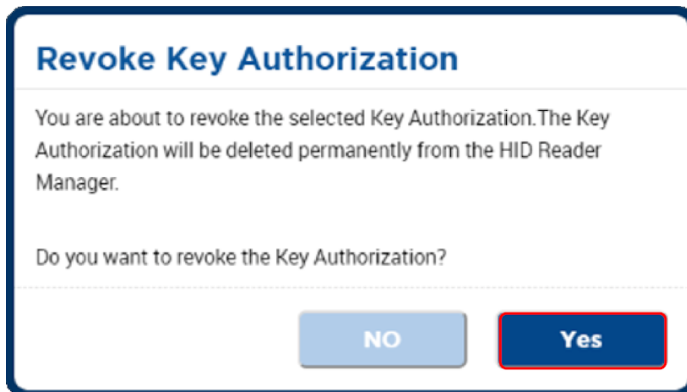 Revoke Key Authorization
You are about to revoke the selected Key Authorization.The Key
Authorization will be deleted permanently from the HID Reader
Manager.
Do you want to revoke the Key Authorization?
NO
Yes